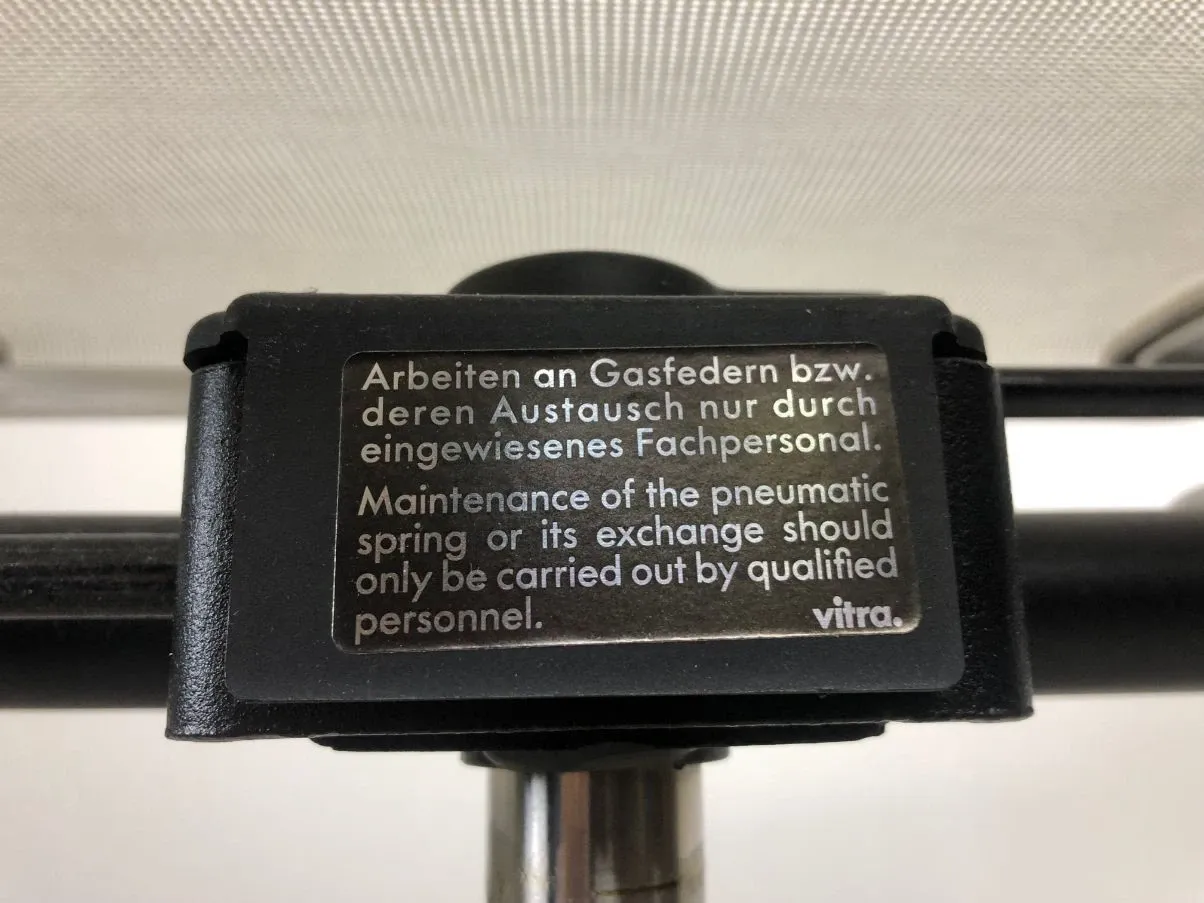 Arbeiten an Gasfedern bzw.
deren Austausch nur durch
eingewiesenes Fachpersonal.
Maintenance of the pneumatic
spring or its exchange should
only be carried out by qualified
personnel. vitra.